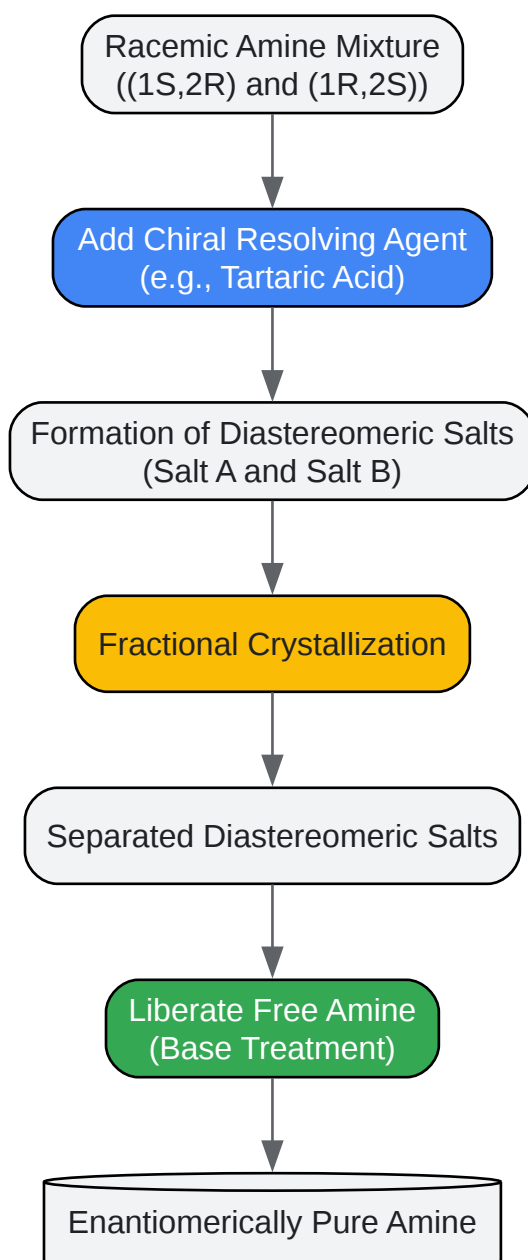 Racemic Amine Mixture
((1S,2R) and (1R,2S))
Add Chiral Resolving Agent
(e.g., Tartaric Acid)
Formation of Diastereomeric Salts
(Salt A and Salt B)
Fractional Crystallization
Separated Diastereomeric Salts
Liberate Free Amine
(Base Treatment)
Enantiomerically Pure Amine